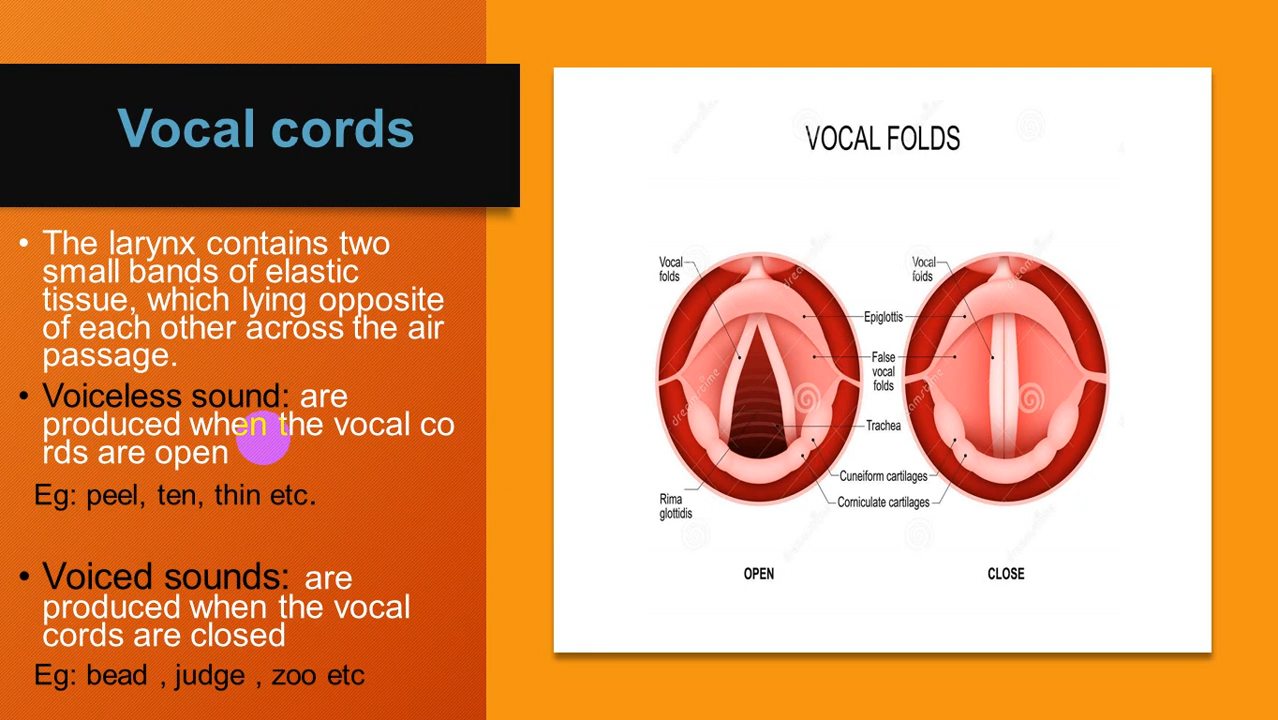 Vocal cords
• The larynx contains two
small bands of elastic
tissue, which lying opposite
of each other across the air
passage.
• Voiceless sound: are
produced when the vocal co
rds are open
Eg: peel, ten, thin etc.
• Voiced sounds: are
produced when the vocal
cords are closed
Eg: bead , judge , zoo etc
VOCAL FOLDS
Vocal
folds
Vocal
folds
Epiglottis
False
vocal
folds
Trachea
Cuneiform cartilages
Corniculate cartilages
Rima
glottidis
OPEN
CLOSE